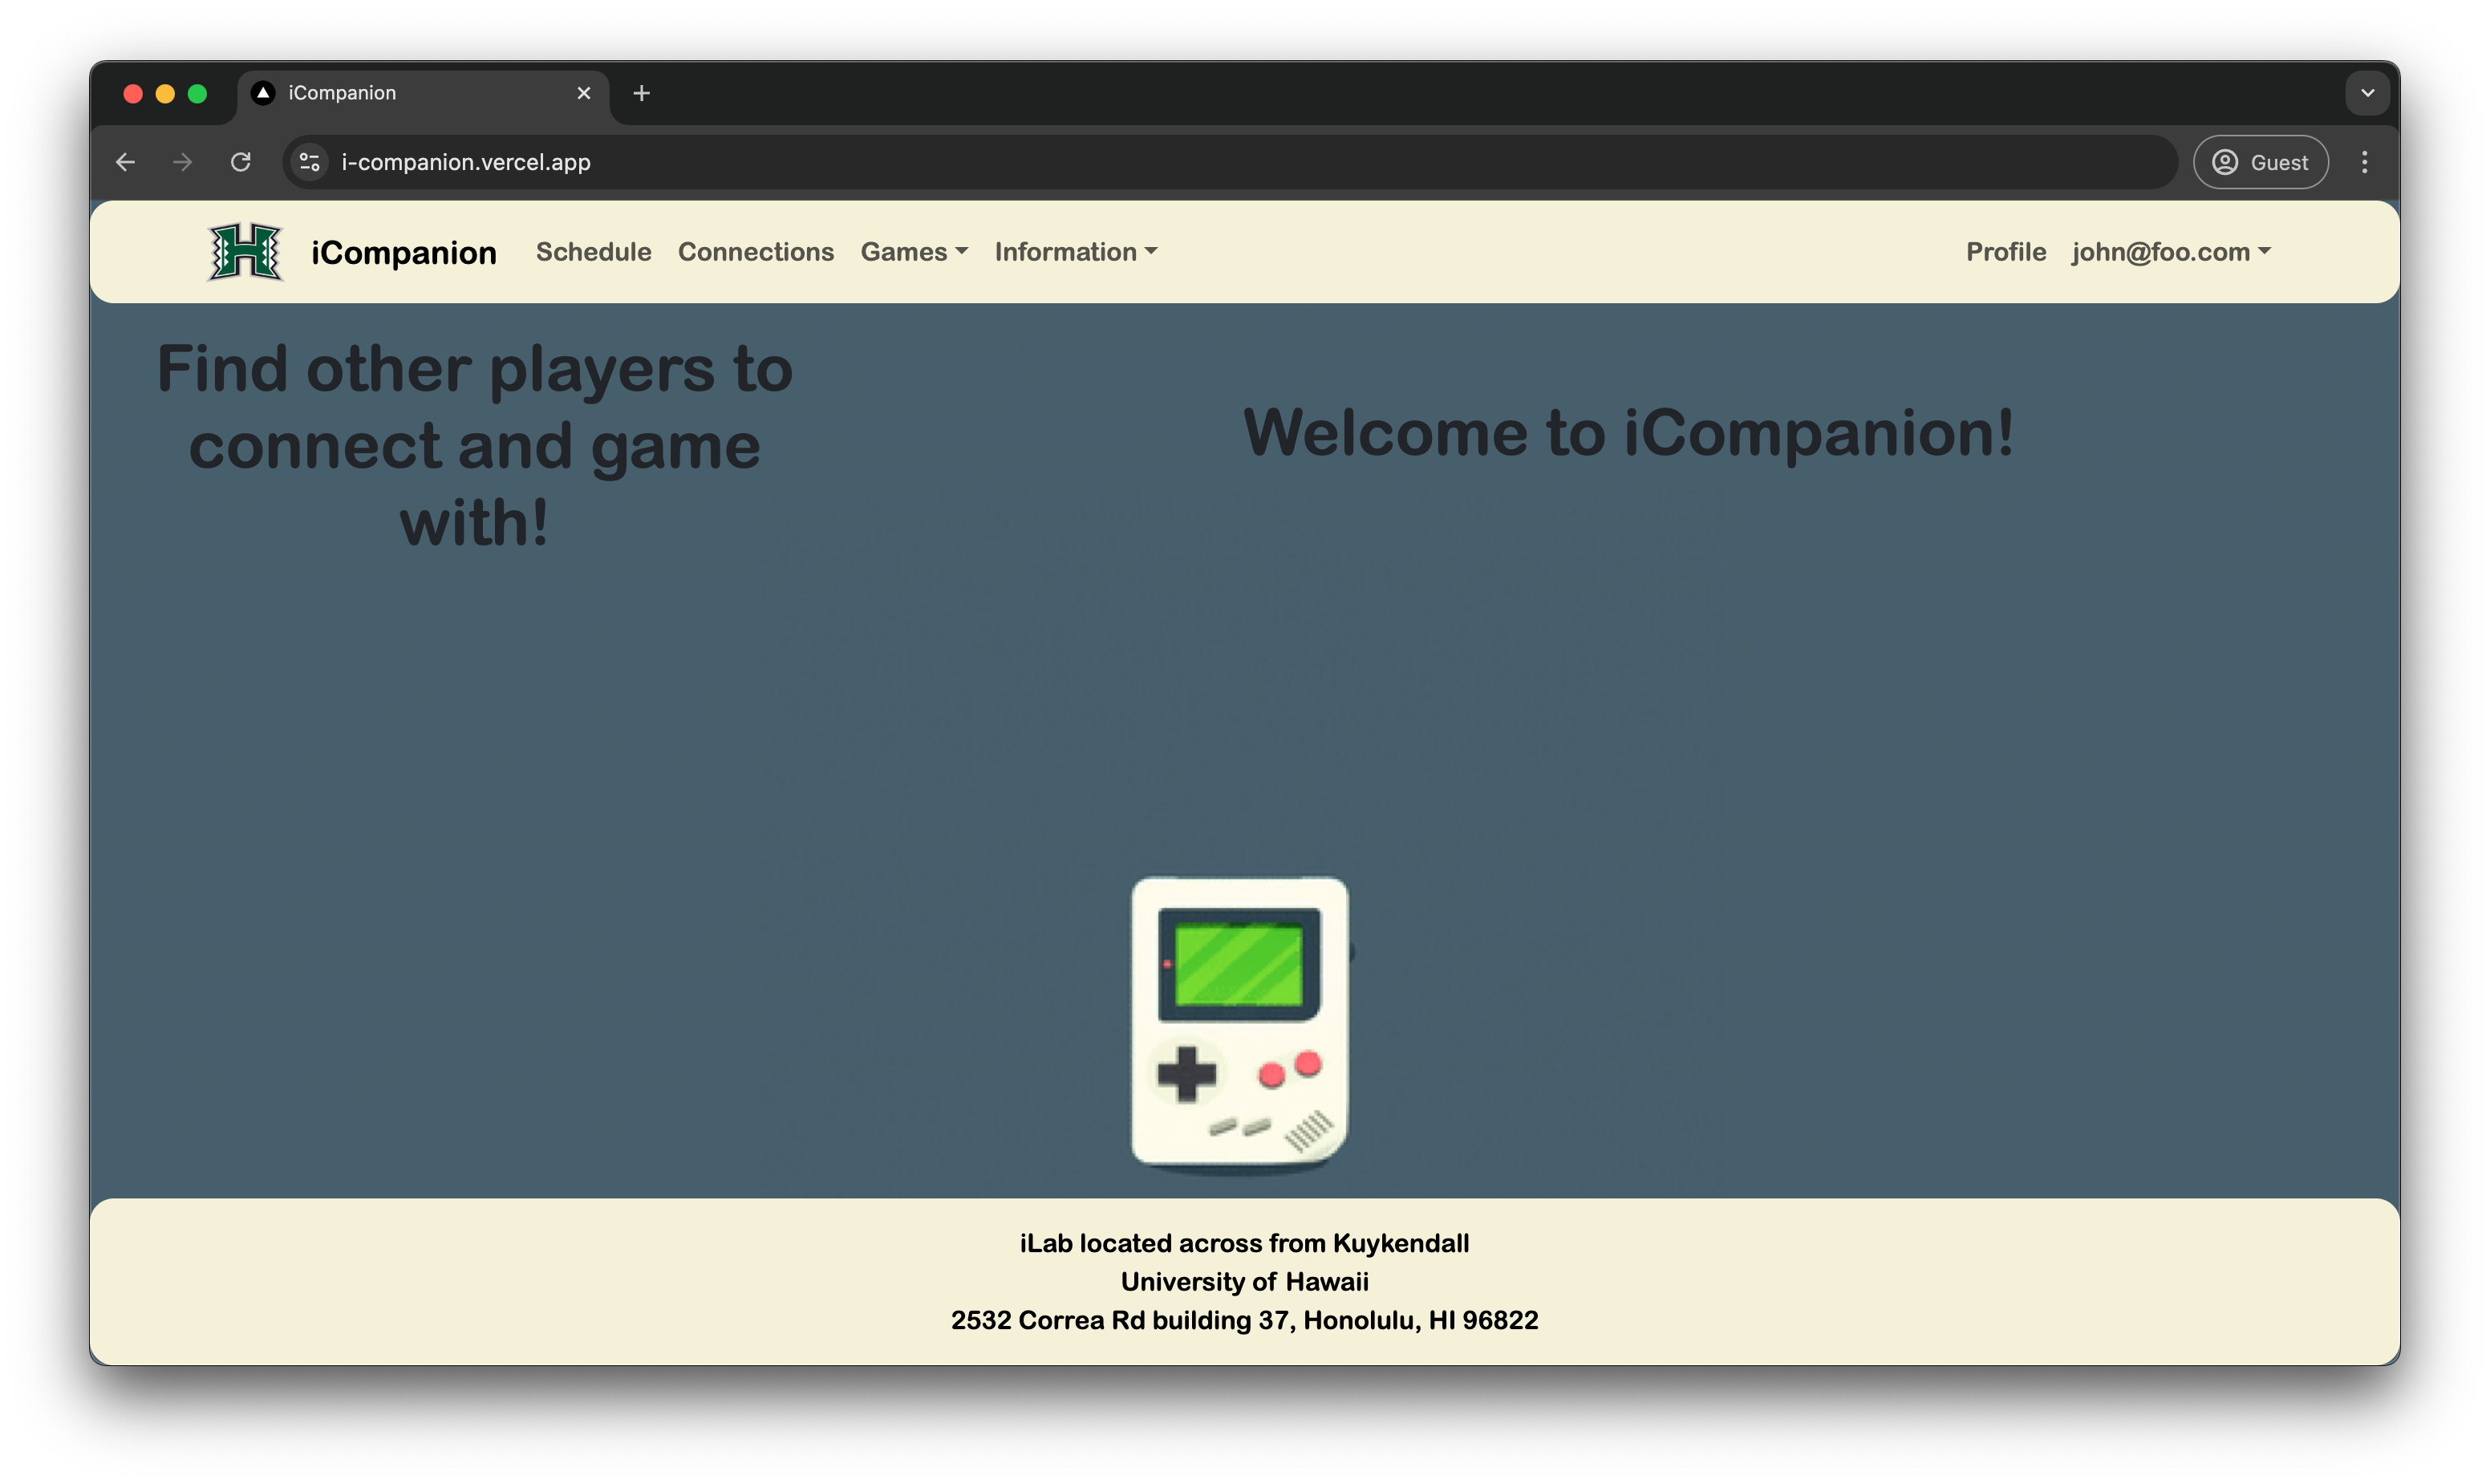 iCompanion
i-companion.vercel.app
Guest
H
iCompanion Schedule Connections Games Information Profile john@foo.com
Find other players to
connect and game
with!
Welcome to iCompanion!
iLab located across from Kuykendall
University of Hawaii
2532 Correa Rd building 37, Honolulu, HI 96822